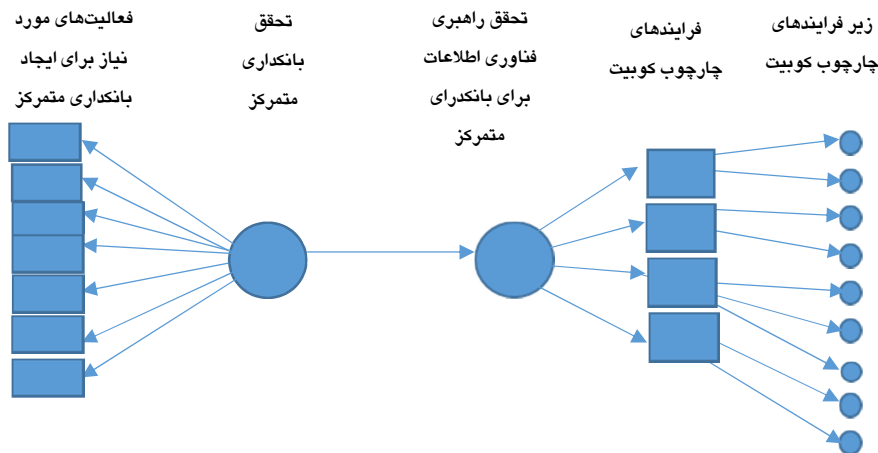 زیر فرایندهای
چارچوب کوبیت
فرایندهای
چارچوب کوبیت
تحقق راهبری
فناوری اطلاعات
برای بانکدرای
متمرکز
تحقق
بانکداری
متمرکز
فعالیت‌های مورد
نیاز برای ایجاد
بانکداری متمرکز